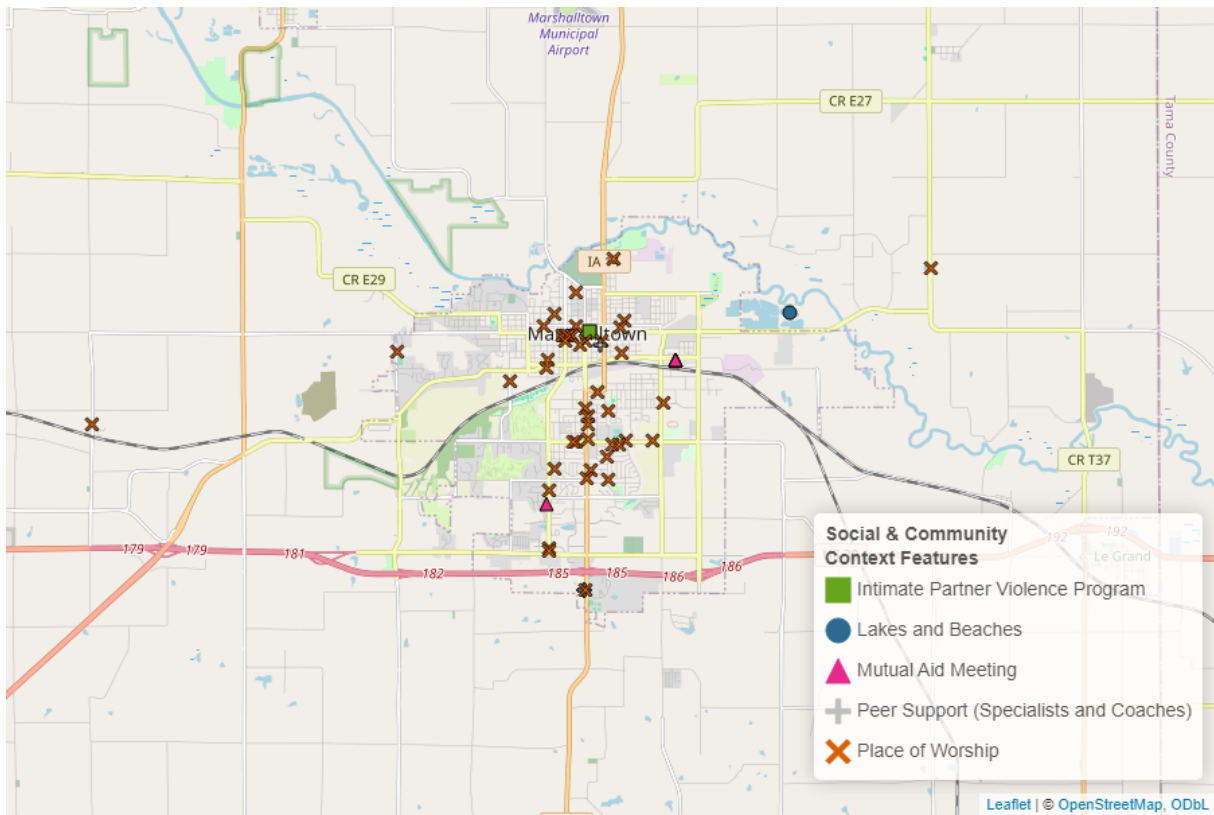 Marshalltown
Municipal
Airport
CR E27
Tama County
IA
CR E29
CR T37
179
179
181
182
185
185
186
186
192
192
Le Grand
Social & Community
Context Features
Intimate Partner Violence Program
Lakes and Beaches
Mutual Aid Meeting
Peer Support (Specialists and Coaches)
Place of Worship
Leaflet | © OpenStreetMap, ODbL